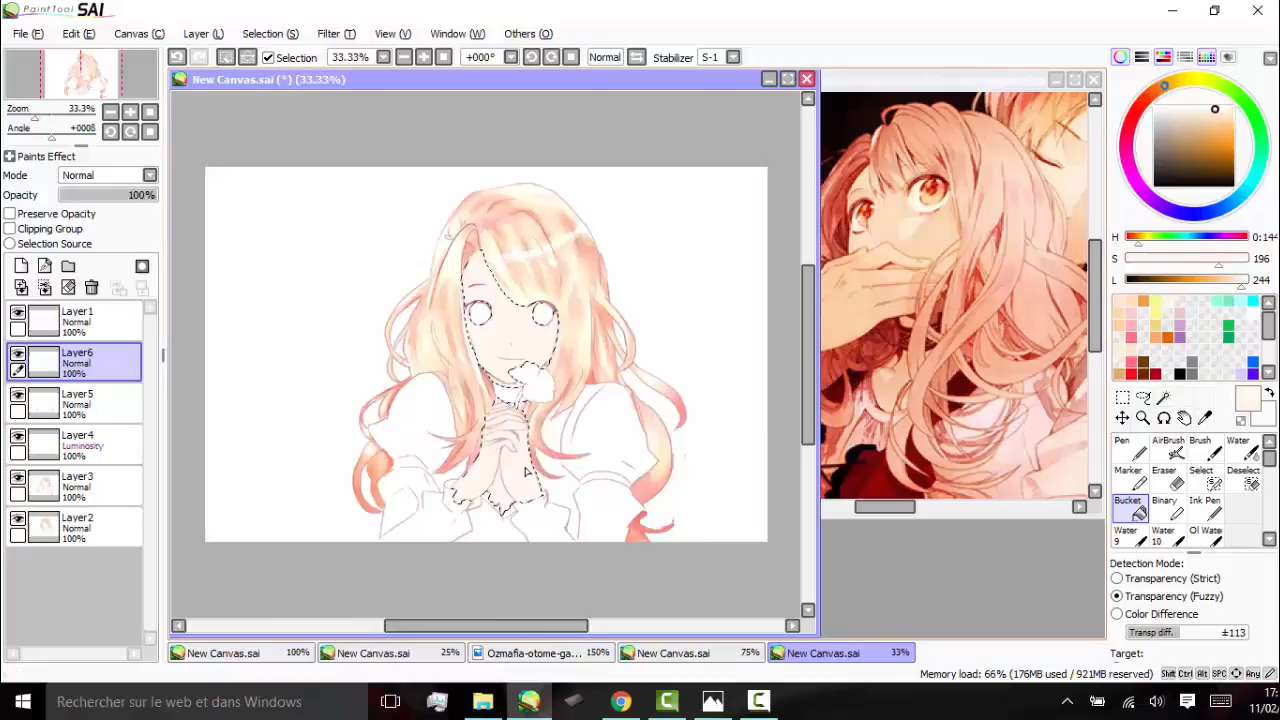 PaintTool SAI
File (F) Edit (E) Canvas (C) Layer (L) Selection (S) Filter (T) View (V) Window (W) Others (O)
Selection 33.33% +000° Normal Stabilizer S-1
New Canvas.sai (*) (33.33%)
Zoom 33.3%
Angle +000ß
Paints Effect
Mode Normal
Opacity 100%
Preserve Opacity
Clipping Group
Selection Source
Layer1
Normal
100%
Layer6
Normal
100%
Layer5
Normal
100%
Layer4
Luminosity
100%
Layer3
Normal
100%
Layer2
Normal
100%
H 0:144
S 196
L 244
Pen AirBrush Brush Water
Marker Eraser Select Deselect
Bucket Binary Ink Pen
Water 9 Water 10 Ol Wate
Detection Mode:
Transparency (Strict)
Transparency (Fuzzy)
Color Difference
Transp diff. ±113
Target:
New Canvas.sai 100% New Canvas.sai 25% Ozmafia-otome-ga... 150% New Canvas.sai 75% New Canvas.sai 33%
Memory load: 66% (176MB used / 921MB reserved) Shift Ctrl Alt SPC Any
Rechercher sur le web et dans Windows
17:
11/02/